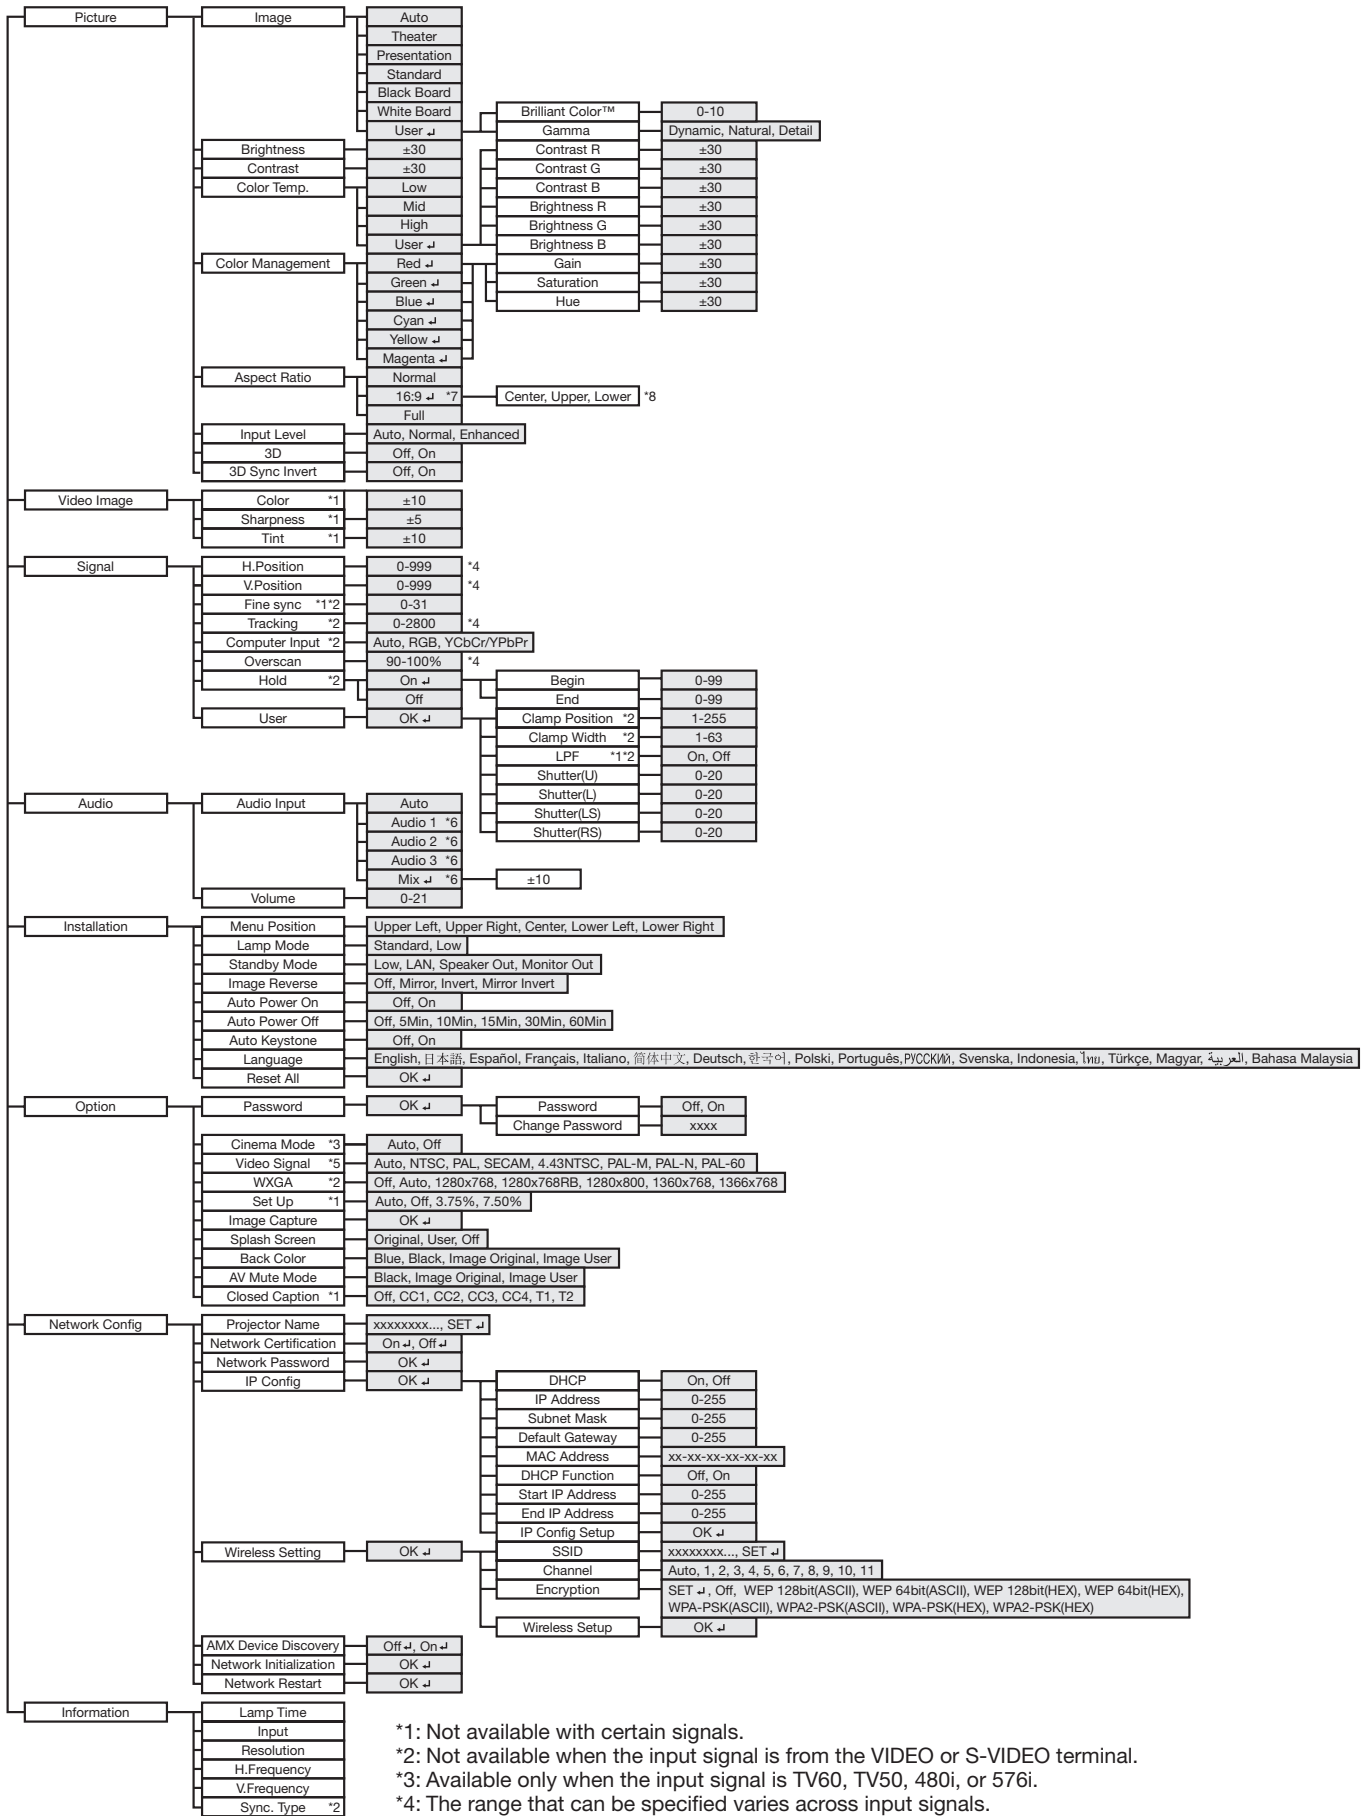 Picture Image Auto
Theater
Presentation
Standard
Black Board
White Board Brilliant Color™ 0-10
User ↵ Gamma Dynamic, Natural, Detail
Brightness ±30 Contrast R ±30
Contrast ±30 Contrast G ±30
Color Temp. Low Contrast B ±30
Mid Brightness R ±30
High Brightness G ±30
User ↵ Brightness B ±30
Color Management Red ↵ Gain ±30
Green ↵ Saturation ±30
Blue ↵ Hue ±30
Cyan ↵
Yellow ↵
Magenta ↵
Aspect Ratio Normal
16:9 ↵ *7 Center, Upper, Lower *8
Full
Input Level Auto, Normal, Enhanced
3D Off, On
3D Sync Invert Off, On
Video Image Color *1 ±10
Sharpness *1 ±5
Tint *1 ±10
Signal H.Position 0-999 *4
V.Position 0-999 *4
Fine sync *1*2 0-31
Tracking *2 0-2800 *4
Computer Input *2 Auto, RGB, YCbCr/YPbPr
Overscan 90-100% *4
Hold *2 On ↵ Begin 0-99
Off End 0-99
User OK ↵ Clamp Position *2 1-255
Clamp Width *2 1-63
LPF *1*2 On, Off
Shutter(U) 0-20
Shutter(L) 0-20
Shutter(LS) 0-20
Shutter(RS) 0-20
Audio Audio Input Auto
Audio 1 *6
Audio 2 *6
Audio 3 *6
Mix ↵ *6 ±10
Volume 0-21
Installation Menu Position Upper Left, Upper Right, Center, Lower Left, Lower Right
Lamp Mode Standard, Low
Standby Mode Low, LAN, Speaker Out, Monitor Out
Image Reverse Off, Mirror, Invert, Mirror Invert
Auto Power On Off, On
Auto Power Off Off, 5Min, 10Min, 15Min, 30Min, 60Min
Auto Keystone Off, On
Language English, 日本語, Español, Français, Italiano, 简体中文, Deutsch, 한국어, Polski, Português, РУССКИЙ, Svenska, Indonesia, ไทย, Türkçe, Magyar, العربية, Bahasa Malaysia
Reset All OK ↵
Option Password OK ↵ Password Off, On
Change Password xxxx
Cinema Mode *3 Auto, Off
Video Signal *5 Auto, NTSC, PAL, SECAM, 4.43NTSC, PAL-M, PAL-N, PAL-60
WXGA *2 Off, Auto, 1280x768, 1280x768RB, 1280x800, 1360x768, 1366x768
Set Up *1 Auto, Off, 3.75%, 7.50%
Image Capture OK ↵
Splash Screen Original, User, Off
Back Color Blue, Black, Image Original, Image User
AV Mute Mode Black, Image Original, Image User
Closed Caption *1 Off, CC1, CC2, CC3, CC4, T1, T2
Network Config Projector Name xxxxxxxx..., SET ↵
Network Certification On↵, Off↵
Network Password OK ↵
IP Config OK ↵ DHCP On, Off
IP Address 0-255
Subnet Mask 0-255
Default Gateway 0-255
MAC Address xx-xx-xx-xx-xx-xx
DHCP Function Off, On
Start IP Address 0-255
End IP Address 0-255
IP Config Setup OK ↵
Wireless Setting OK ↵ SSID xxxxxxxx..., SET ↵
Channel Auto, 1, 2, 3, 4, 5, 6, 7, 8, 9, 10, 11
Encryption SET ↵, Off, WEP 128bit(ASCII), WEP 64bit(ASCII), WEP 128bit(HEX), WEP 64bit(HEX),
WPA-PSK(ASCII), WPA2-PSK(ASCII), WPA-PSK(HEX), WPA2-PSK(HEX)
Wireless Setup OK ↵
AMX Device Discovery Off↵, On↵
Network Initialization OK ↵
Network Restart OK ↵
Information Lamp Time
Input
Resolution
H.Frequency
V.Frequency
Sync. Type *2
*1: Not available with certain signals.
*2: Not available when the input signal is from the VIDEO or S-VIDEO terminal.
*3: Available only when the input signal is TV60, TV50, 480i, or 576i.
*4: The range that can be specified varies across input signals.